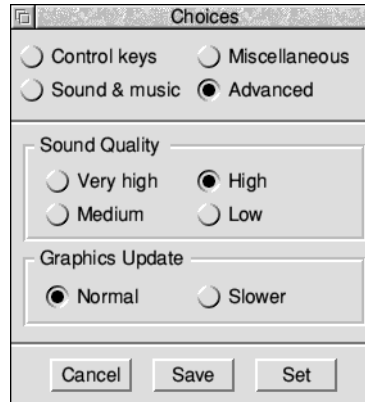 Choices
Control keys Miscellaneous
Sound & music Advanced
Sound Quality
Very high High
Medium Low
Graphics Update
Normal Slower
Cancel Save Set